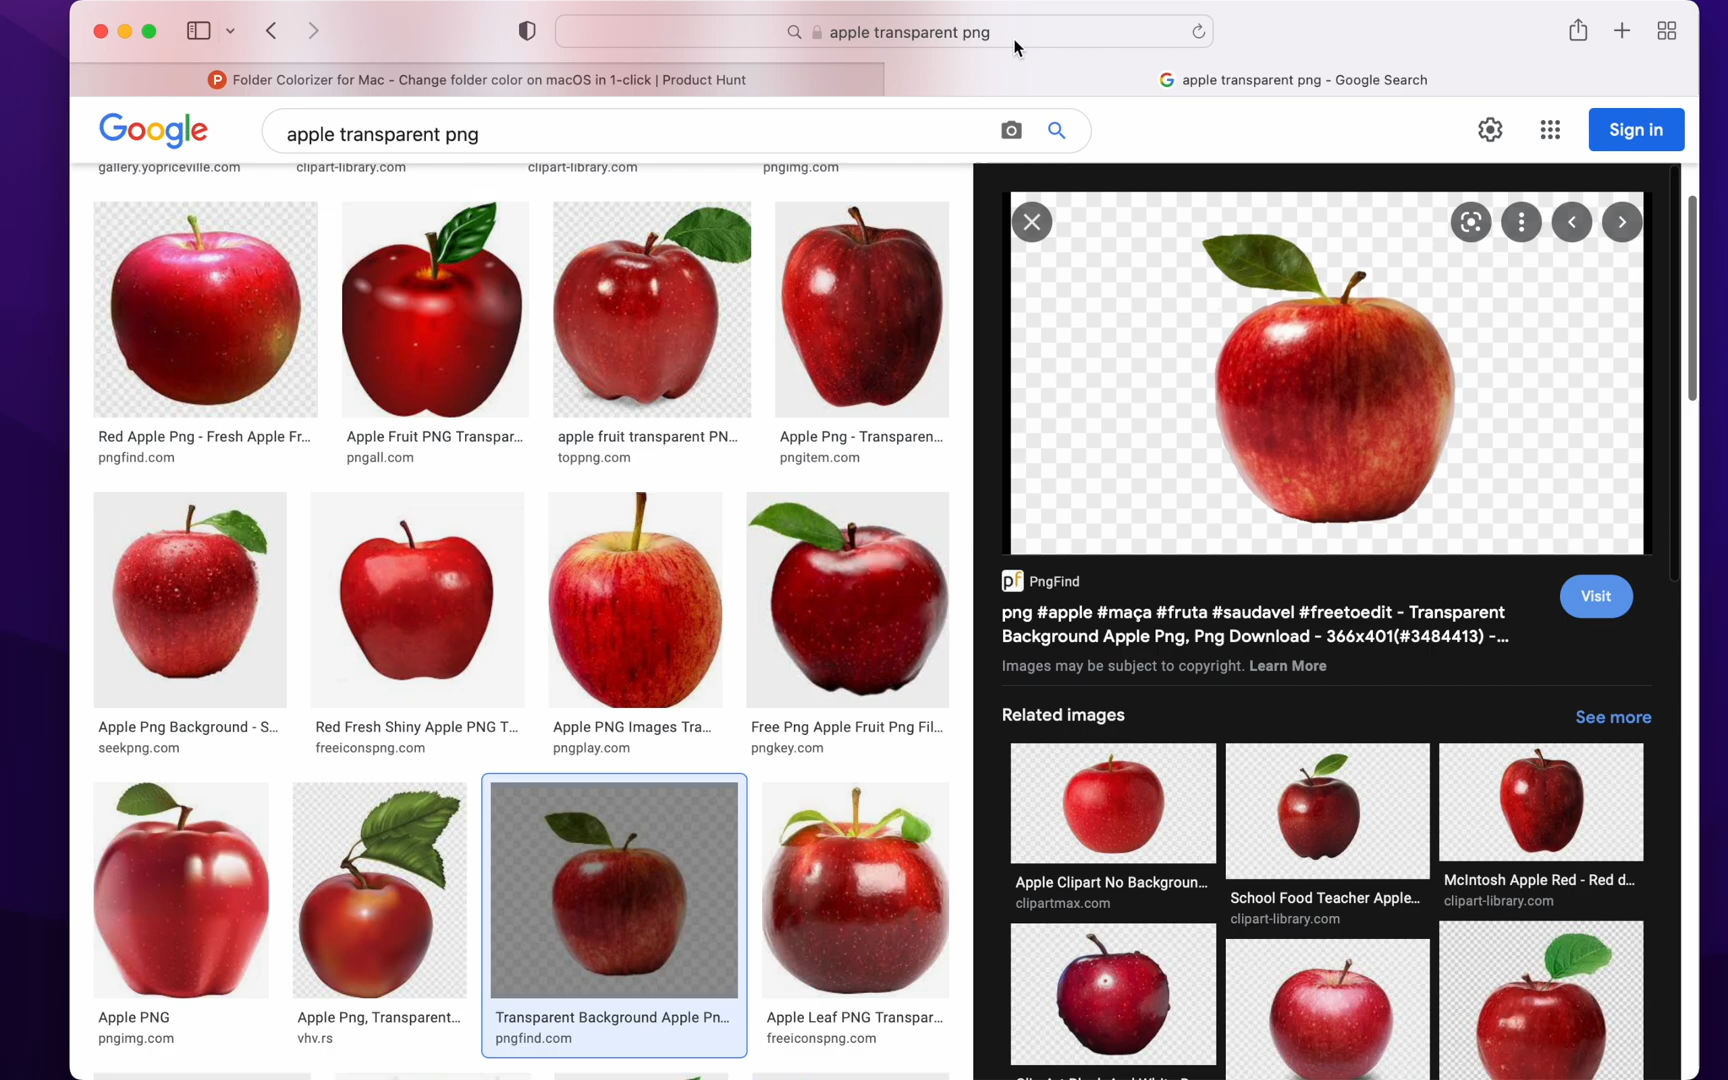 apple transparent png
Folder Colorizer for Mac - Change folder color on macOS in 1-click | Product Hunt
apple transparent png - Google Search
Google
apple transparent png
Sign in
gallery.yopriceville.com
clipart-library.com
clipart-library.com
pngimg.com
Red Apple Png - Fresh Apple Fr...
pngfind.com
Apple Fruit PNG Transpar...
pngall.com
apple fruit transparent PN...
toppng.com
Apple Png - Transparen...
pngitem.com
Apple Png Background - S...
seekpng.com
Red Fresh Shiny Apple PNG T...
freeiconspng.com
Apple PNG Images Tra...
pngplay.com
Free Png Apple Fruit Png Fil...
pngkey.com
Apple PNG
pngimg.com
Apple Png, Transparent...
vhv.rs
Transparent Background Apple Pn...
pngfind.com
Apple Leaf PNG Transpar...
freeiconspng.com
pf PngFind
png #apple #maça #fruta #saudavel #freetoedit - Transparent
Background Apple Png, Png Download - 366x401(#3484413) -...
Visit
Images may be subject to copyright. Learn More
Related images
See more
Apple Clipart No Backgroun...
clipartmax.com
School Food Teacher Apple...
clipart-library.com
McIntosh Apple Red - Red d...
clipart-library.com